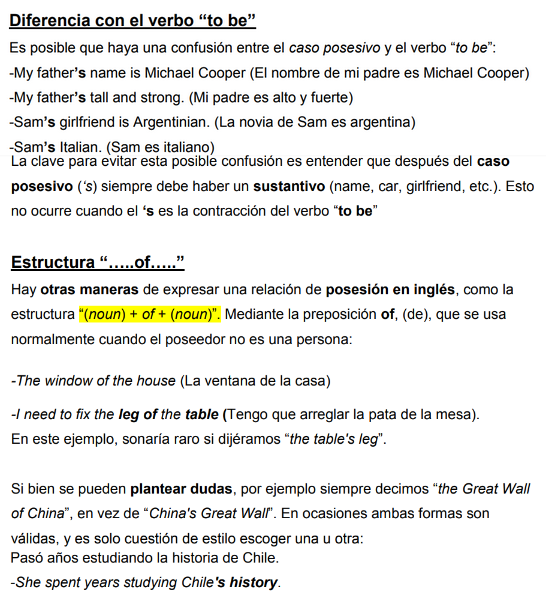 Diferencia con el verbo “to be”
Es posible que haya una confusión entre el caso posesivo y el verbo “to be”:
-My father’s name is Michael Cooper (El nombre de mi padre es Michael Cooper)
-My father’s tall and strong. (Mi padre es alto y fuerte)
-Sam’s girlfriend is Argentinian. (La novia de Sam es argentina)
-Sam’s Italian. (Sam es italiano)
La clave para evitar esta posible confusión es entender que después del caso
posesivo (‘s) siempre debe haber un sustantivo (name, car, girlfriend, etc.). Esto
no ocurre cuando el ‘s es la contracción del verbo “to be”
Estructura “…..of…..”
Hay otras maneras de expresar una relación de posesión en inglés, como la
estructura “(noun) + of + (noun)”. Mediante la preposición of, (de), que se usa
normalmente cuando el poseedor no es una persona:
-The window of the house (La ventana de la casa)
-I need to fix the leg of the table (Tengo que arreglar la pata de la mesa).
En este ejemplo, sonaría raro si dijéramos “the table's leg”.
Si bien se pueden plantear dudas, por ejemplo siempre decimos “the Great Wall
of China”, en vez de “China's Great Wall”. En ocasiones ambas formas son
válidas, y es solo cuestión de estilo escoger una u otra:
Pasó años estudiando la historia de Chile.
-She spent years studying Chile's history.